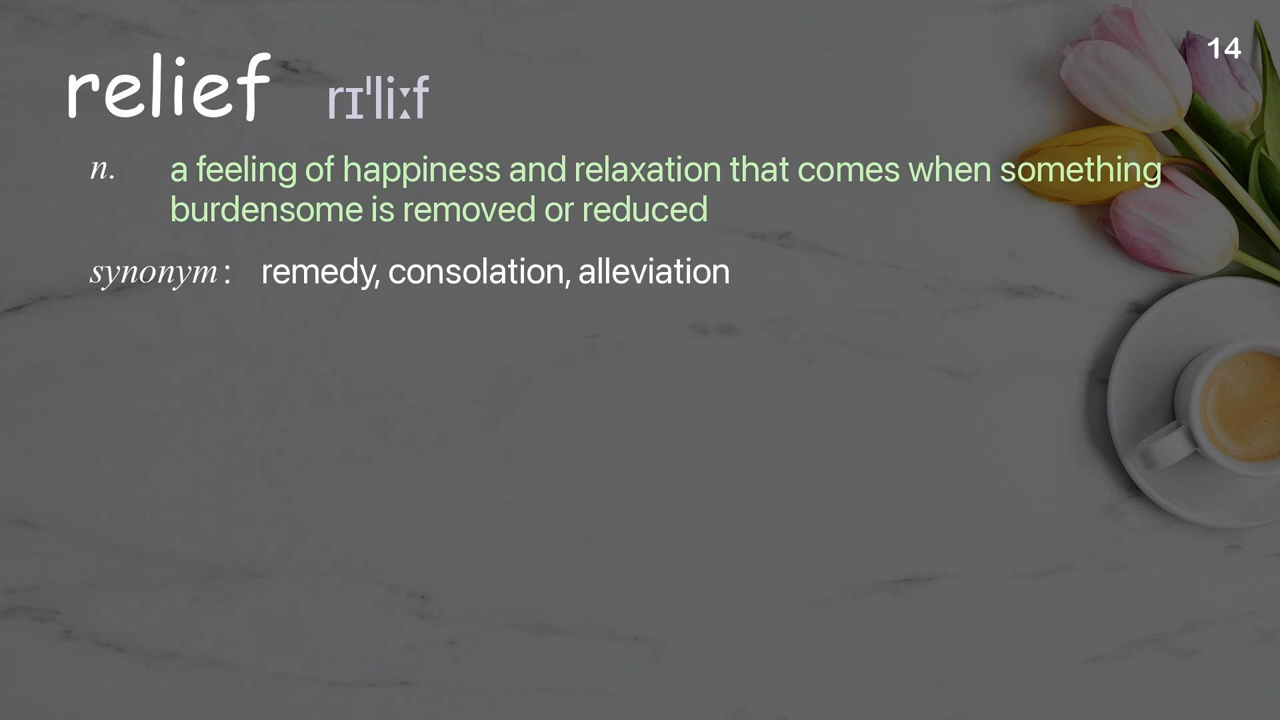 14
relief rɪˈliːf
n. a feeling of happiness and relaxation that comes when something
burdensome is removed or reduced
synonym: remedy, consolation, alleviation